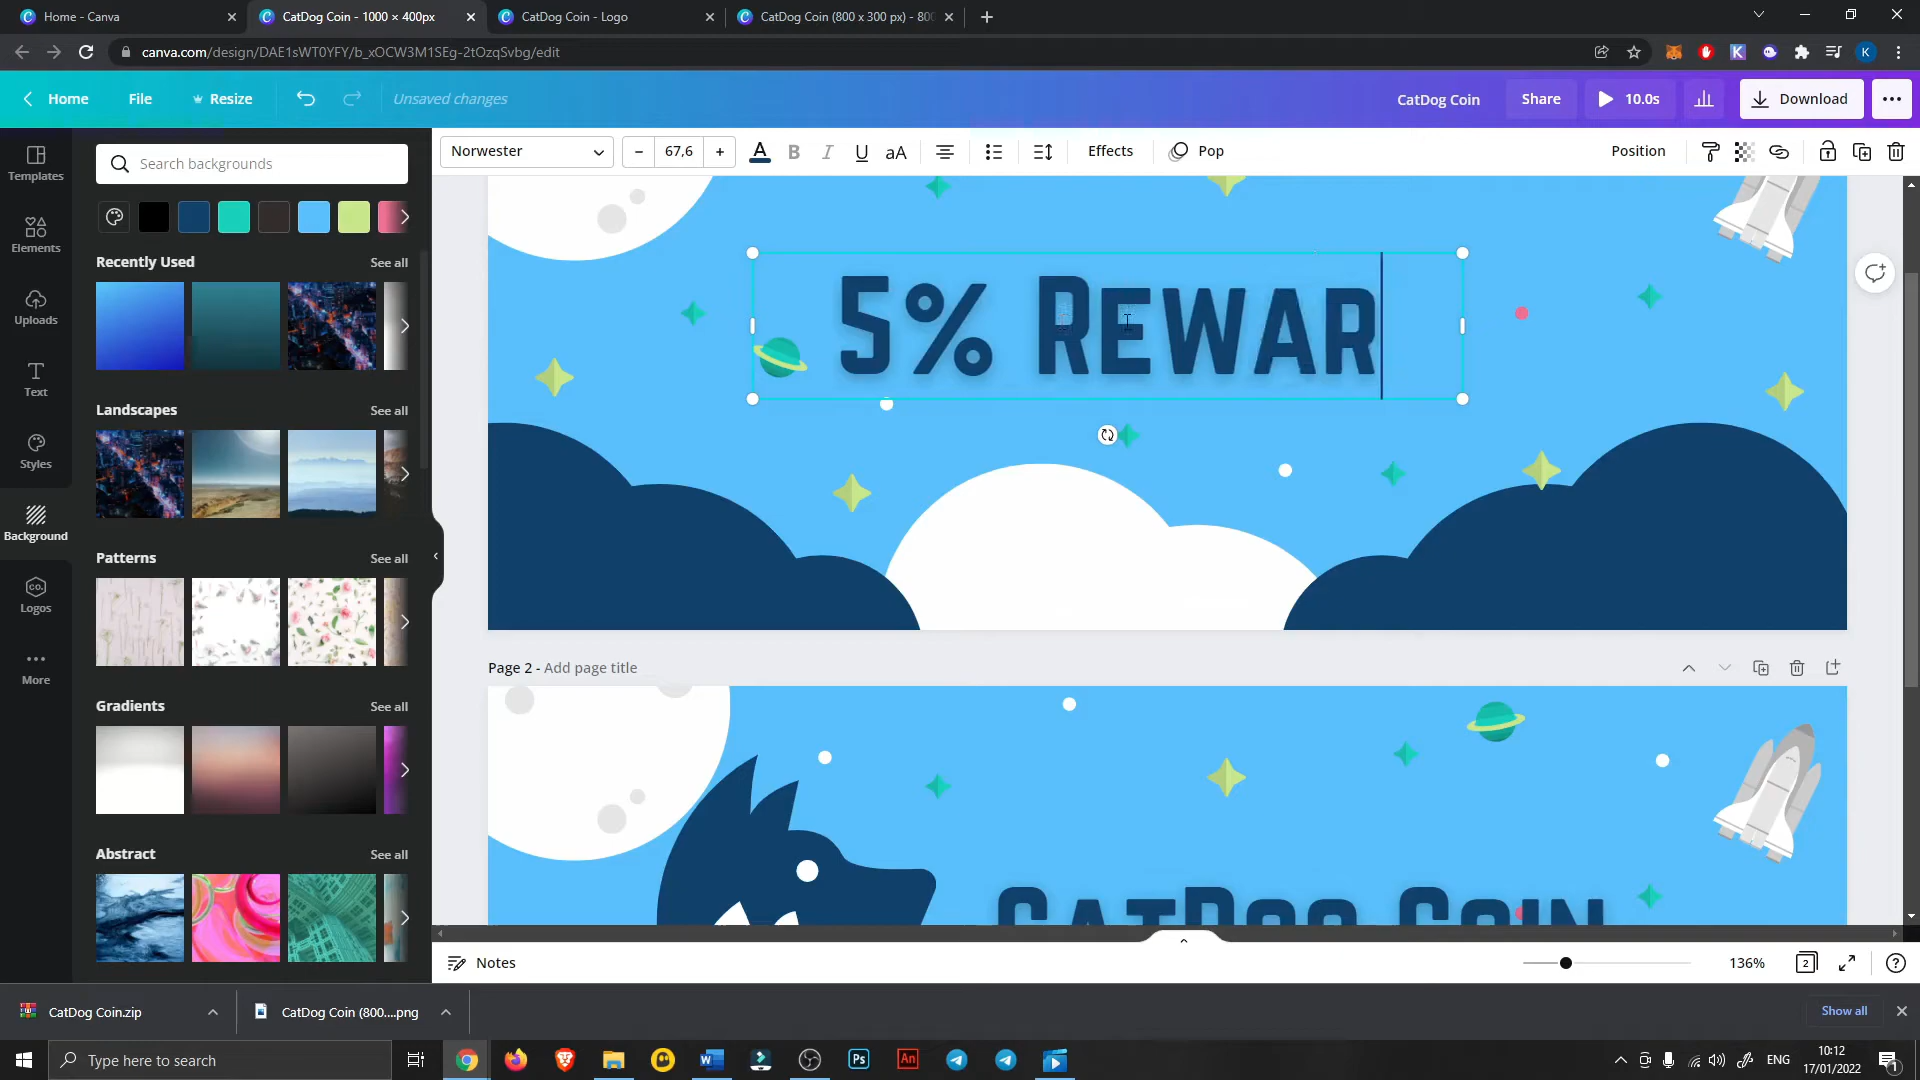 Home - Canva
CatDog Coin - 1000 × 400px
CatDog Coin - Logo
CatDog Coin (800 x 300 px) - 800
canva.com/design/DAE1sWT0YFY/b_xOCW3M1SEg-2tOzqSvbg/edit
Home
File
Resize
Unsaved changes
CatDog Coin
Share
10.0s
Download
Search backgrounds
Norwester
67,6
A
B
I
U
aA
Effects
Pop
Position
Templates
Elements
Uploads
Text
Styles
Background
Logos
More
Recently Used
See all
Landscapes
See all
Patterns
See all
Gradients
See all
Abstract
See all
5% REWAR
Page 2 - Add page title
CATDOG COIN
Notes
136%
2
CatDog Coin.zip
CatDog Coin (800....png
Show all
Type here to search
ENG
10:12
17/01/2022